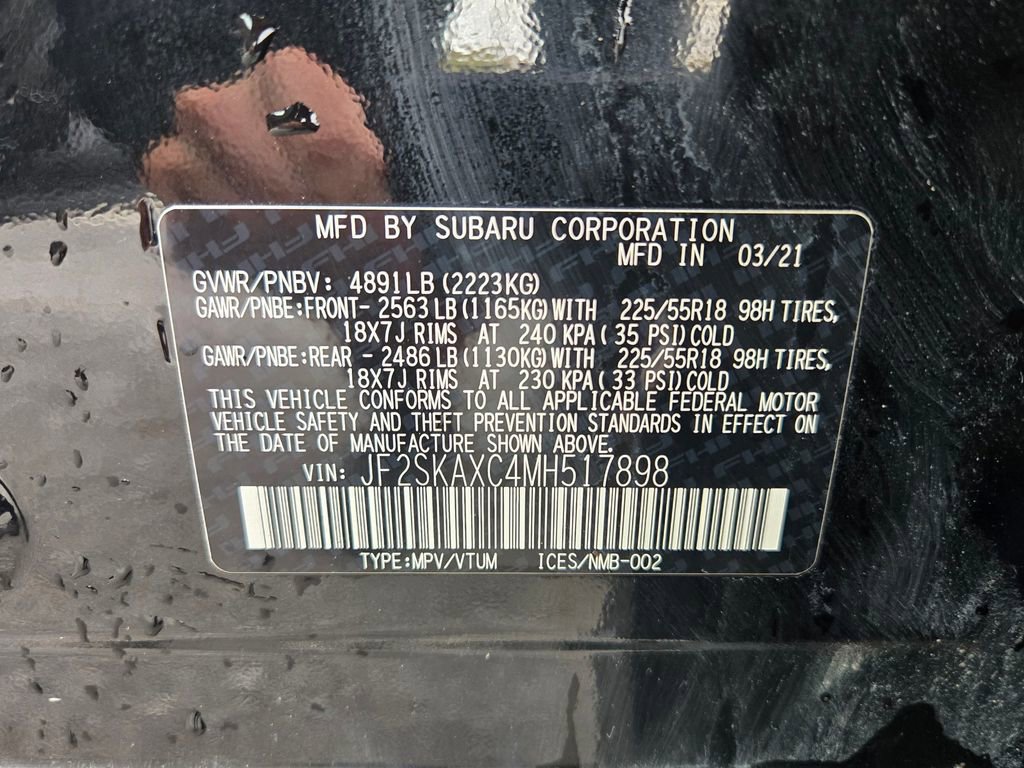 MFD BY SUBARU CORPORATION
MFD IN 03/21
GVWR/PNBV: 4891LB (2223KG)
GAWR/PNBE:FRONT- 2563 LB (1165KG) WITH 225/55R18 98H TIRES,
18X7J RIMS AT 240 KPA ( 35 PSI) COLD
GAWR/PNBE:REAR - 2486 LB (1130KG) WITH 225/55R18 98H TIRES,
18X7J RIMS AT 230 KPA ( 33 PSI) COLD
THIS VEHICLE CONFORMS TO ALL APPLICABLE FEDERAL MOTOR
VEHICLE SAFETY AND THEFT PREVENTION STANDARDS IN EFFECT ON
THE DATE OF MANUFACTURE SHOWN ABOVE.
VIN: JF2SKAXC4MH517898
TYPE:MPV/VTUM ICES/NMB-002